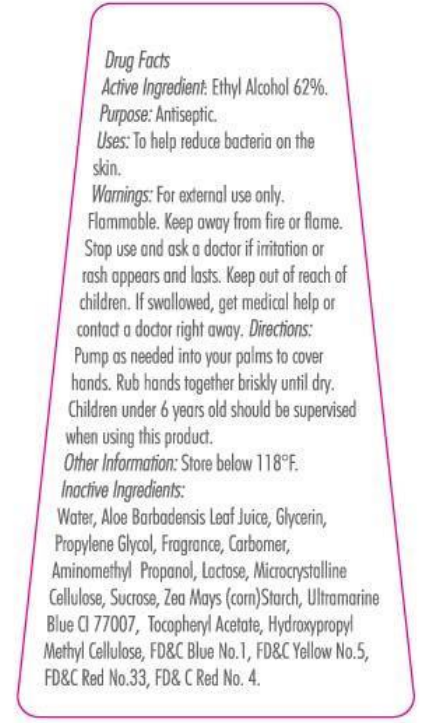 Drug Facts
Active Ingredient: Ethyl Alcohol 62%.
Purpose: Antiseptic.
Uses: To help reduce bacteria on the
skin.
Warnings: For external use only.
Flammable. Keep away from fire or flame.
Stop use and ask a doctor if irritation or
rash appears and lasts. Keep out of reach of
children. If swallowed, get medical help or
contact a doctor right away. Directions:
Pump as needed into your palms to cover
hands. Rub hands together briskly until dry.
Children under 6 years old should be supervised
when using this product.
Other Information: Store below 118°F.
Inactive Ingredients:
Water, Aloe Barbadensis Leaf Juice, Glycerin,
Propylene Glycol, Fragrance, Carbomer,
Aminomethyl Propanol, Lactose, Microcrystalline
Cellulose, Sucrose, Zea Mays (corn)Starch, Ultramarine
Blue CI 77007, Tocopheryl Acetate, Hydroxypropyl
Methyl Cellulose, FD&C Blue No.1, FD&C Yellow No.5,
FD&C Red No.33, FD& C Red No. 4.